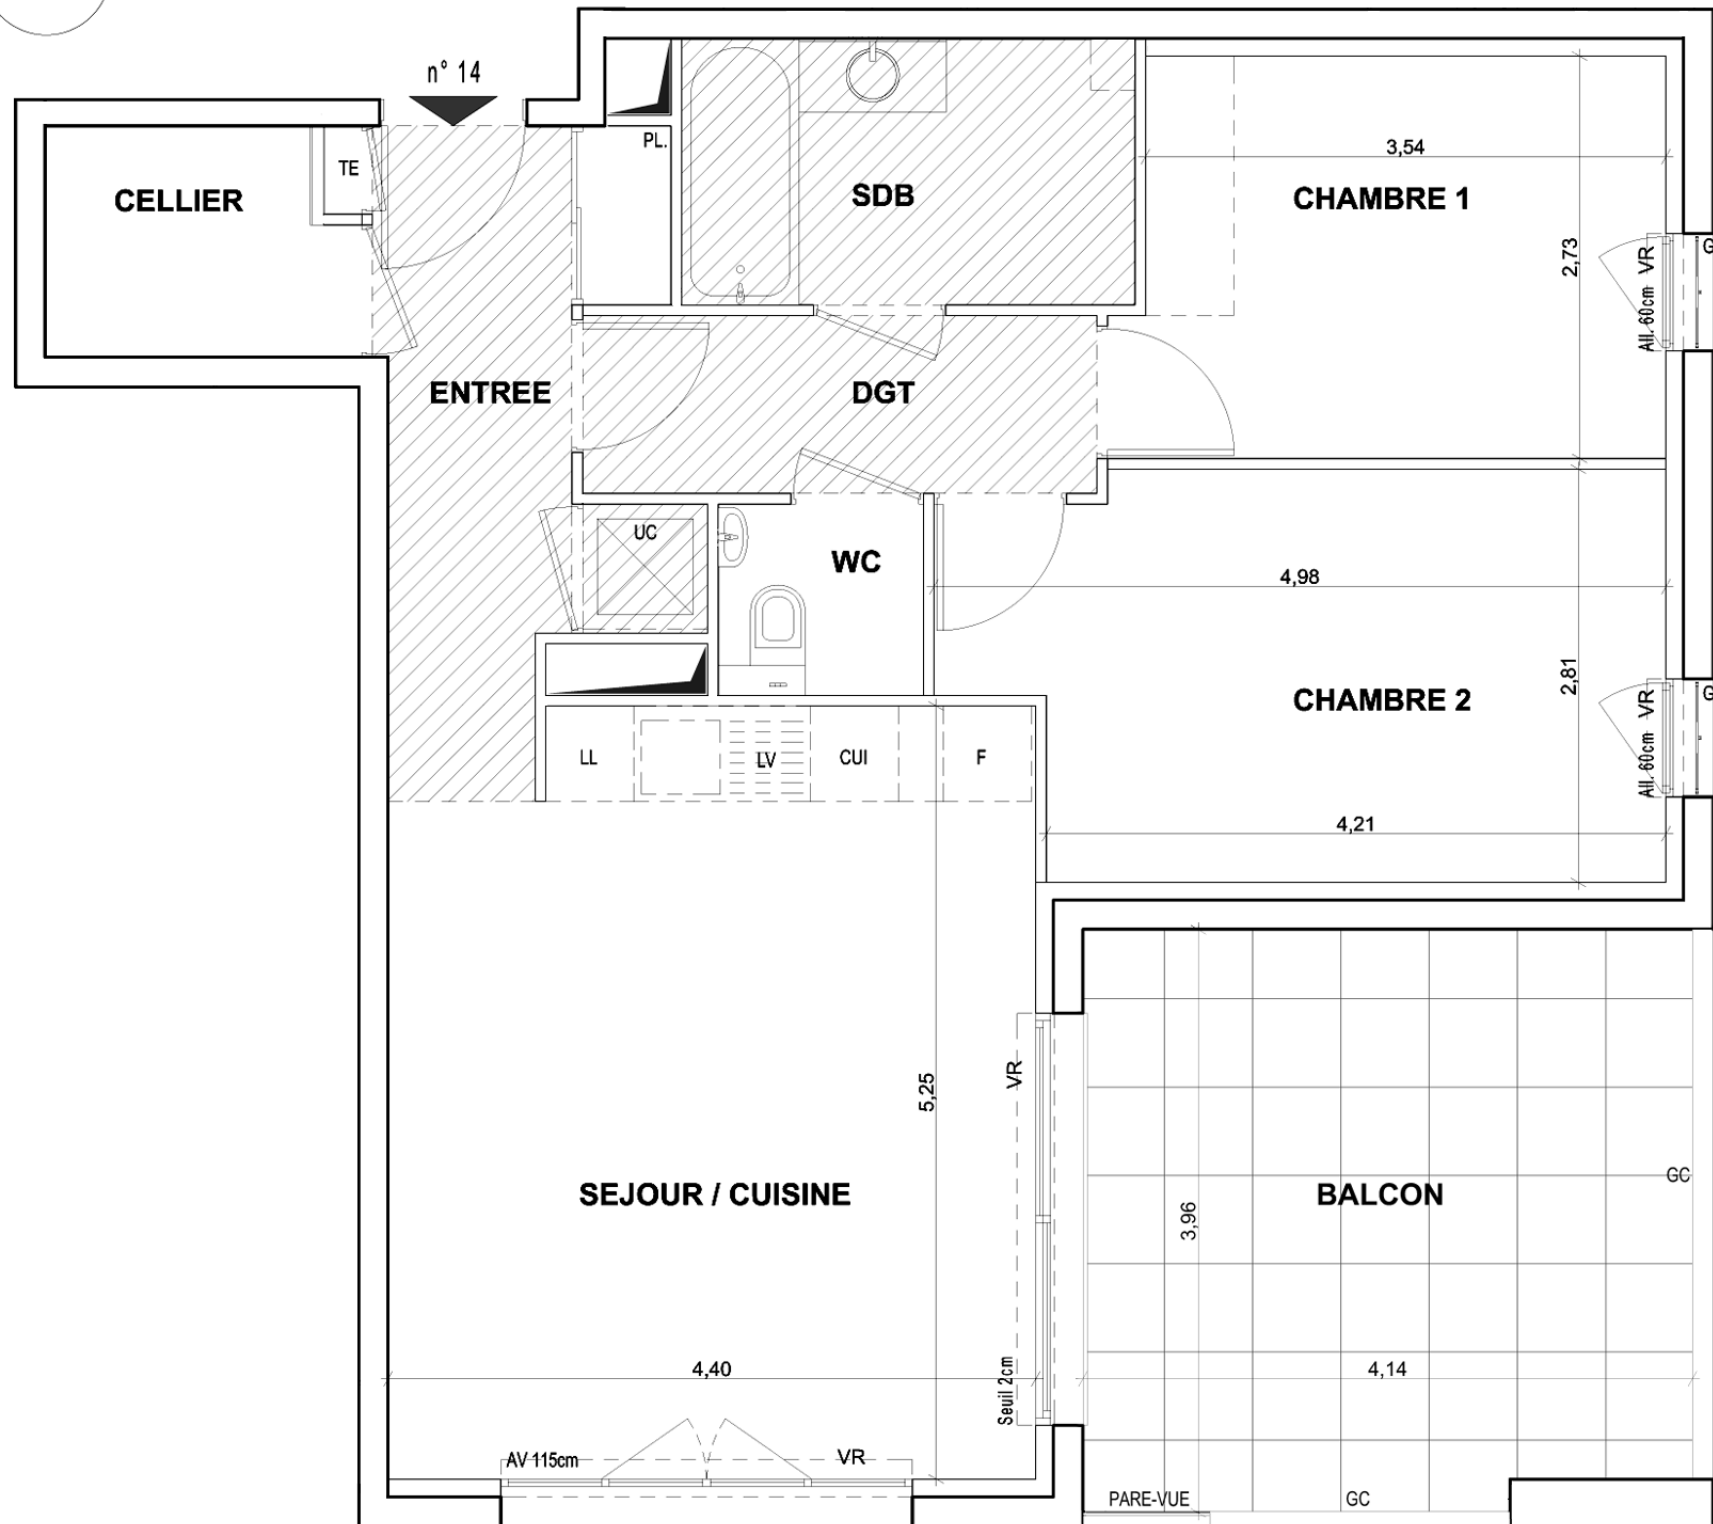 n° 14
PL.
TE
CELLIER
SDB
3,54
CHAMBRE 1
2,73
All. 60cm VR
G
ENTREE
DGT
UC
WC
4,98
2,81
CHAMBRE 2
All. 60cm VR
G
LL
LV
CUI
F
4,21
5,25
VR
SEJOUR / CUISINE
BALCON
GC
3,96
4,40
Seuil 2cm
4,14
AV 115cm
VR
PARE-VUE
GC